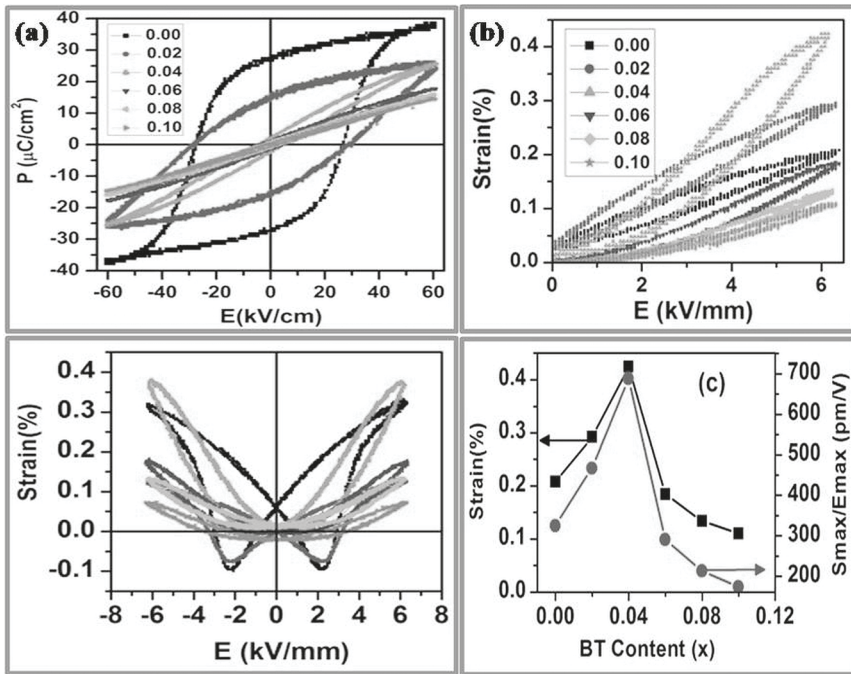 (a)
40
30
20
10
0
-10
-20
-30
-40
P (μC/cm²)
0.00
0.02
0.04
0.06
0.08
0.10
-60 -40 -20 0 20 40 60
E(kV/cm)
(b)
0.4
0.3
0.2
0.1
0.0
Strain(%)
0.00
0.02
0.04
0.06
0.08
0.10
0 2 4 6
E (kV/mm)
0.4
0.3
0.2
0.1
0.0
-0.1
Strain(%)
-8 -6 -4 -2 0 2 4 6 8
E (kV/mm)
(c)
0.4
0.3
0.2
0.1
0.0
Strain(%)
700
600
500
400
300
200
Smax/Emax (pm/V)
0.00 0.04 0.08 0.12
BT Content (x)